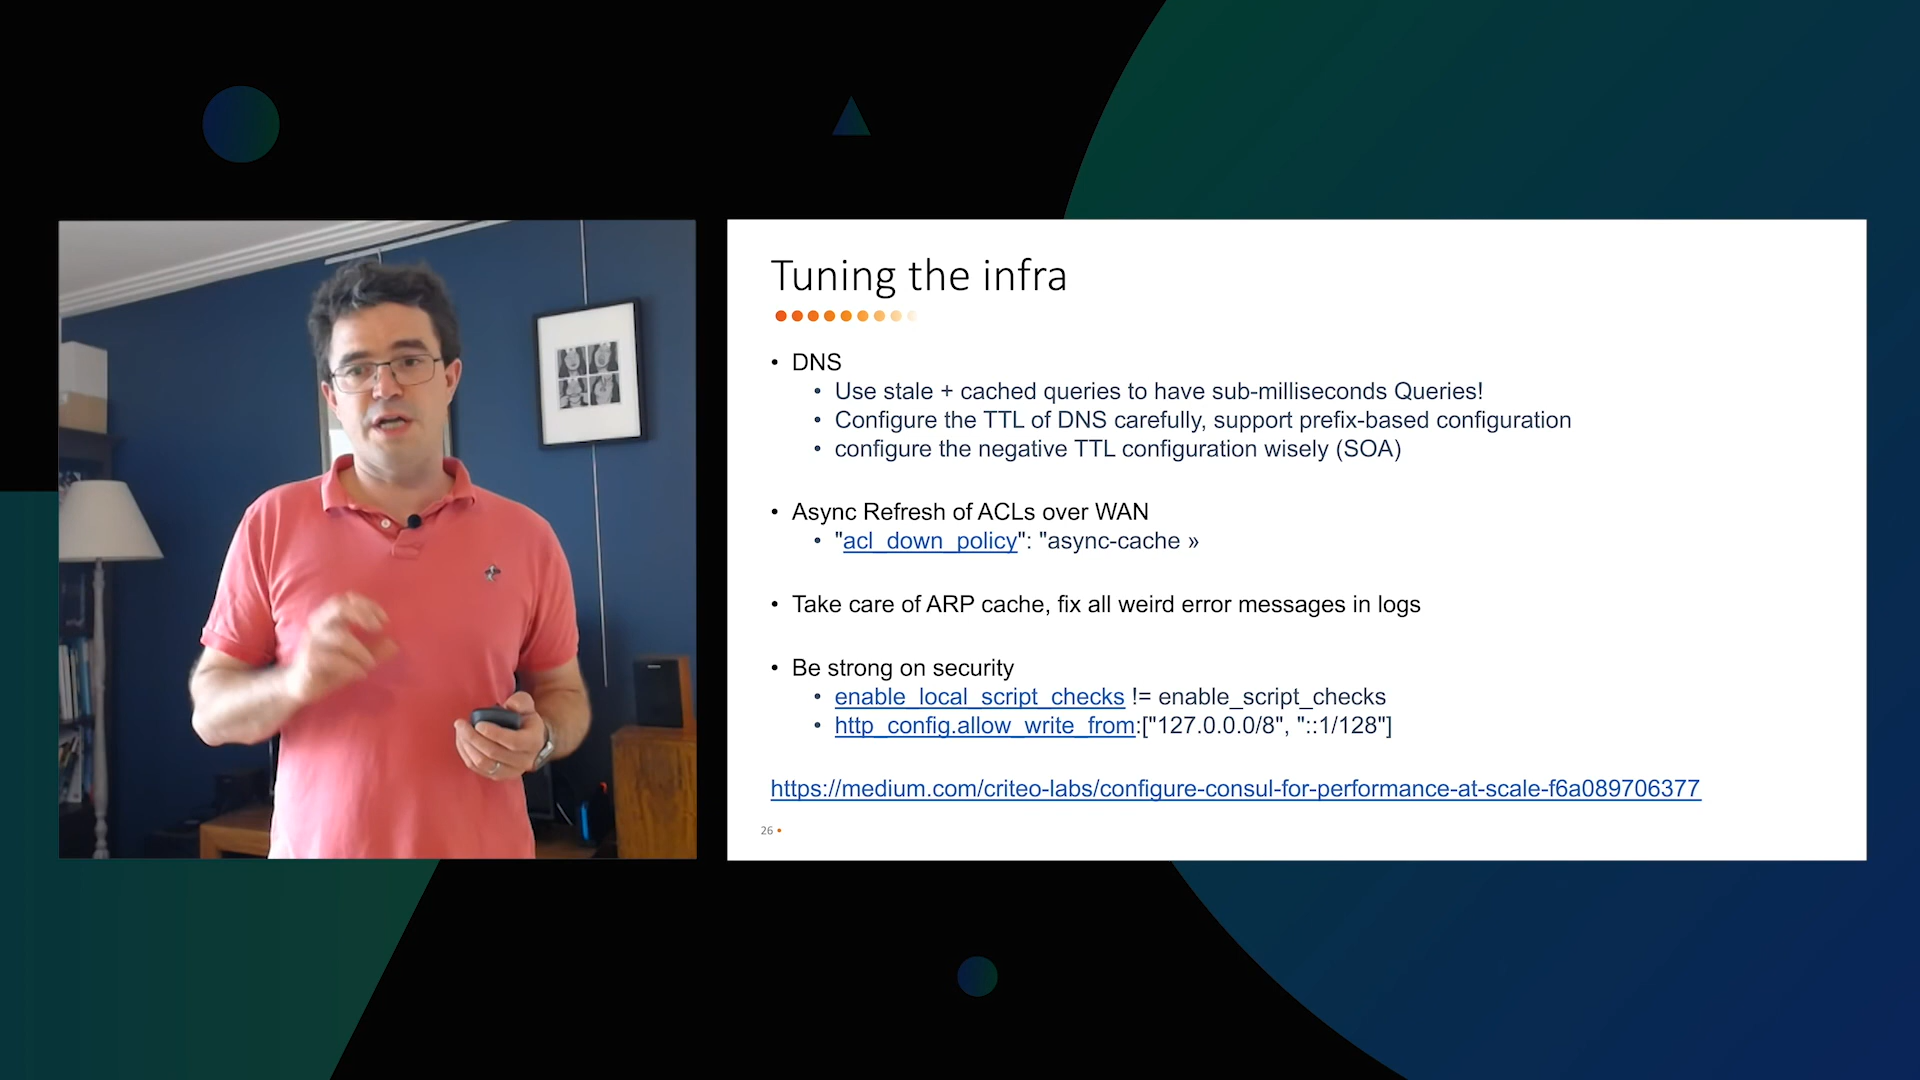 Tuning the infra
• DNS
• Use stale + cached queries to have sub-milliseconds Queries!
• Configure the TTL of DNS carefully, support prefix-based configuration
• configure the negative TTL configuration wisely (SOA)
• Async Refresh of ACLs over WAN
• "acl_down_policy": "async-cache »
• Take care of ARP cache, fix all weird error messages in logs
• Be strong on security
• enable_local_script_checks != enable_script_checks
• http_config.allow_write_from:["127.0.0.0/8", "::1/128"]
https://medium.com/criteo-labs/configure-consul-for-performance-at-scale-f6a089706377
26 •